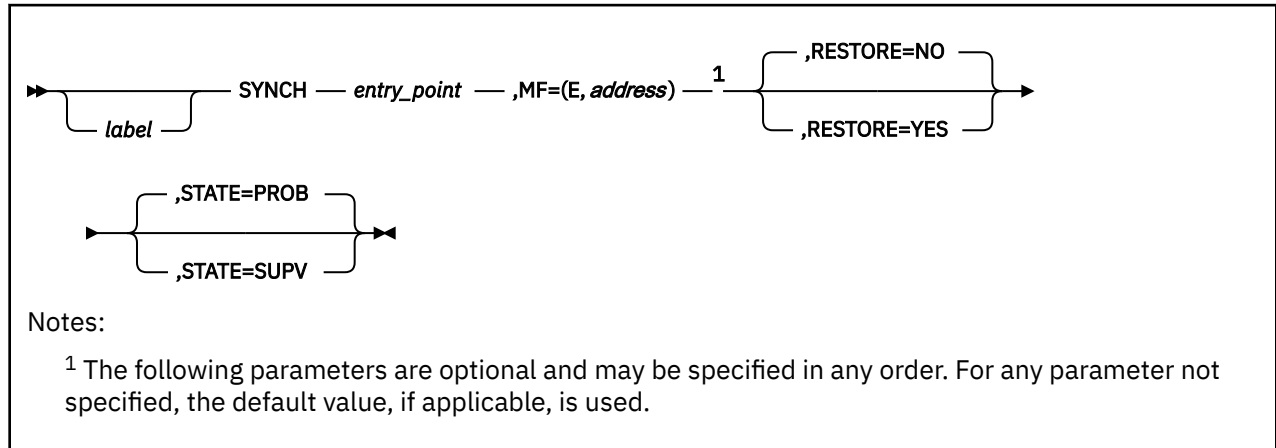 ,RESTORE=NO
SYNCH entry_point ,MF=(E, address) 1
label ,RESTORE=YES
,STATE=PROB
,STATE=SUPV
Notes:
1 The following parameters are optional and may be specified in any order. For any parameter not
specified, the default value, if applicable, is used.